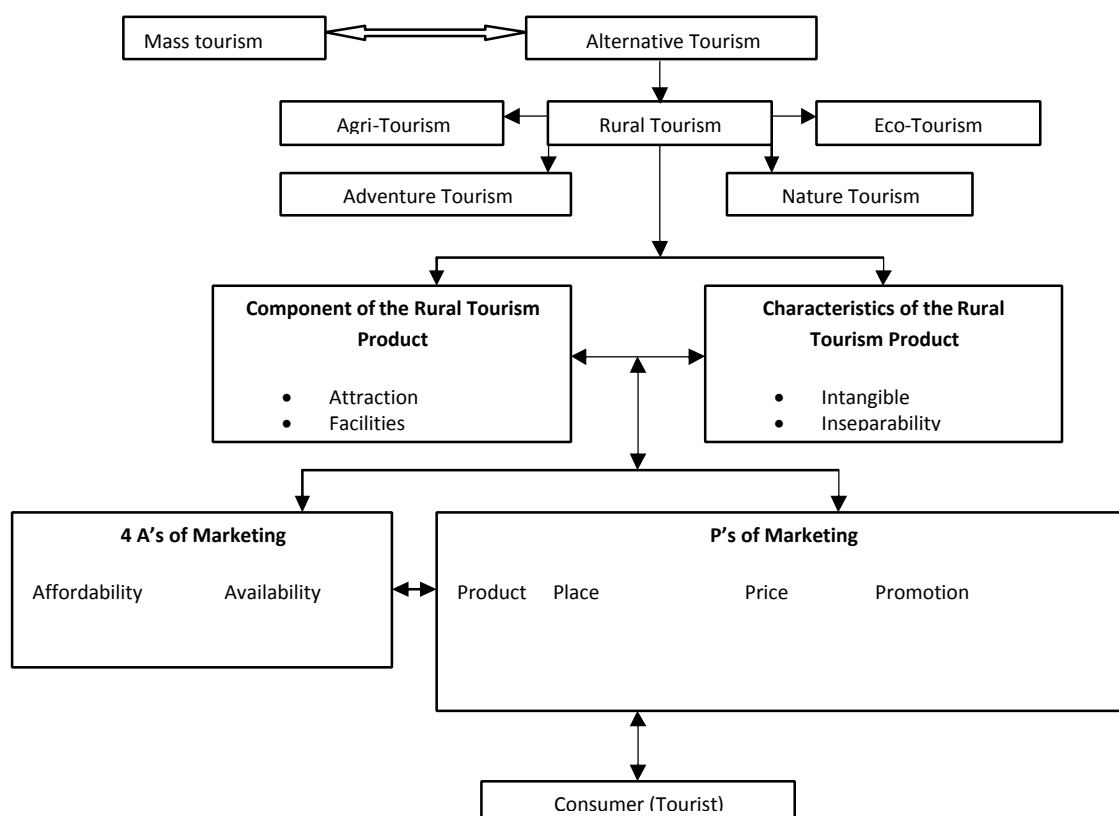 Mass tourism
Alternative Tourism
Agri-Tourism
Rural Tourism
Eco-Tourism
Adventure Tourism
Nature Tourism
Component of the Rural Tourism
Product
• Attraction
• Facilities
Characteristics of the Rural
Tourism Product
• Intangible
• Inseparability
4 A’s of Marketing
Affordability Availability
P’s of Marketing
Product Place Price Promotion
Consumer (Tourist)